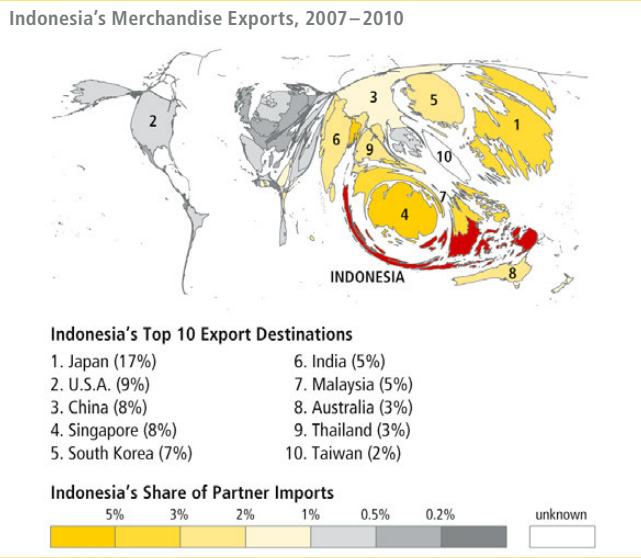 Indonesia's Merchandise Exports, 2007–2010
2
3
5
1
6
9
10
7
4
8
INDONESIA
Indonesia's Top 10 Export Destinations
1. Japan (17%)
2. U.S.A. (9%)
3. China (8%)
4. Singapore (8%)
5. South Korea (7%)
6. India (5%)
7. Malaysia (5%)
8. Australia (3%)
9. Thailand (3%)
10. Taiwan (2%)
Indonesia's Share of Partner Imports
5% 3% 2% 1% 0.5% 0.2% unknown